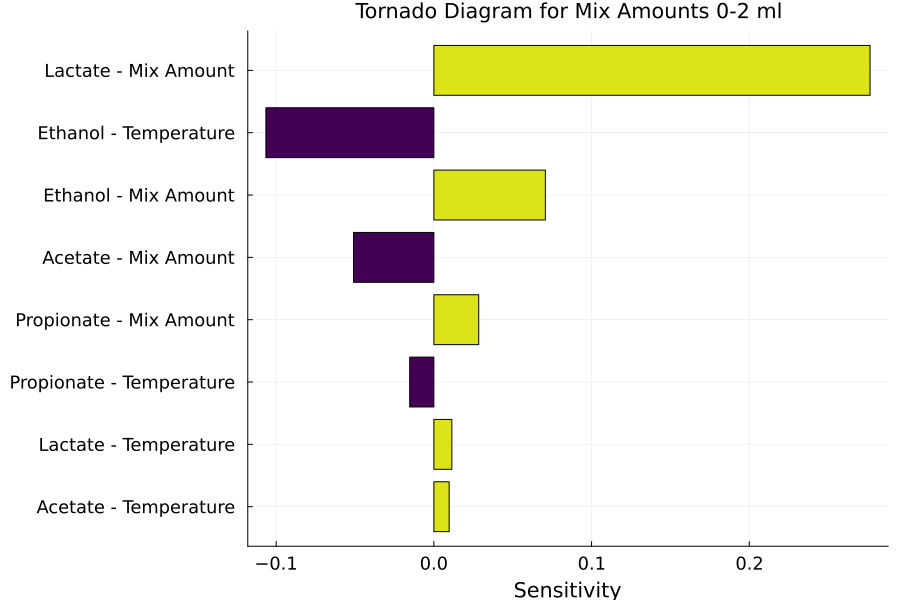 Tornado Diagram for Mix Amounts 0-2 ml
Lactate - Mix Amount
Ethanol - Temperature
Ethanol - Mix Amount
Acetate - Mix Amount
Propionate - Mix Amount
Propionate - Temperature
Lactate - Temperature
Acetate - Temperature
−0.1 0.0 0.1 0.2
Sensitivity